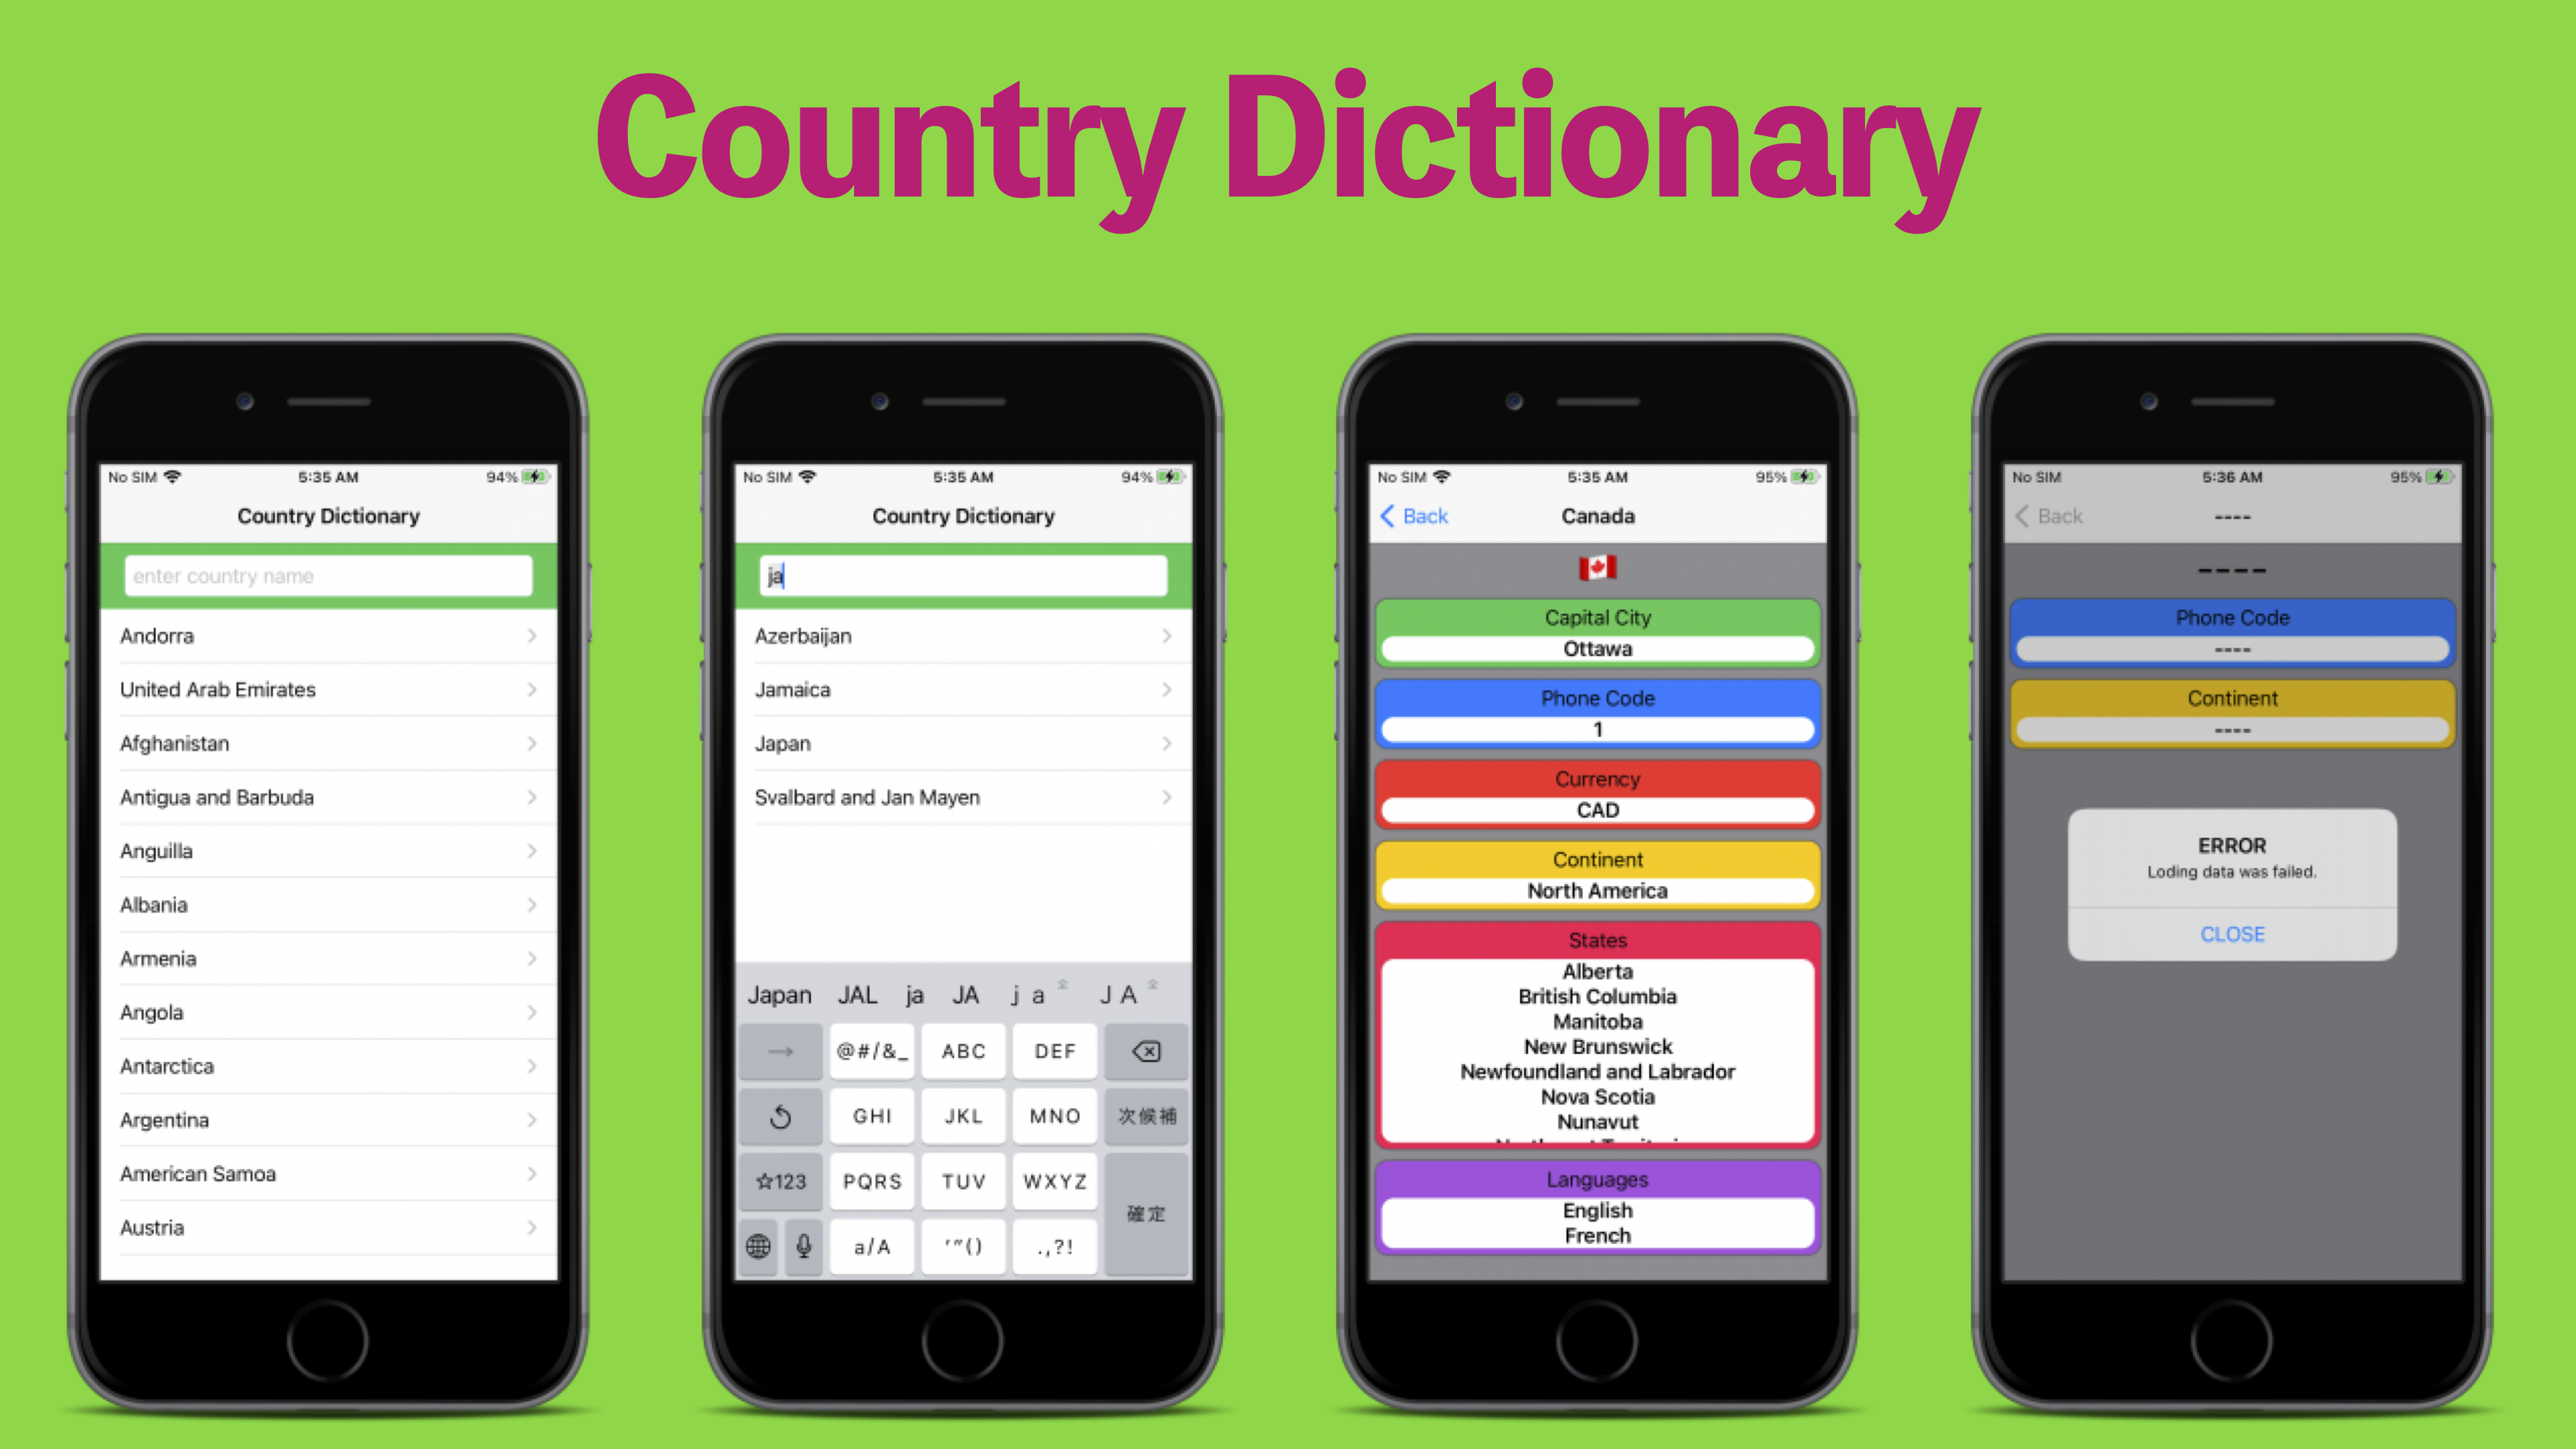 Country Dictionary
No SIM 5:35 AM 94%
Country Dictionary
enter country name
Andorra
United Arab Emirates
Afghanistan
Antigua and Barbuda
Anguilla
Albania
Armenia
Angola
Antarctica
Argentina
American Samoa
Austria
No SIM 5:35 AM 94%
Country Dictionary
ja
Azerbaijan
Jamaica
Japan
Svalbard and Jan Mayen
Japan JAL ja JA ｊａ全 ＪＡ全
→ @#/&_ ABC DEF
GHI JKL MNO 次候補
☆123 PQRS TUV WXYZ
確定
a/A ′″() .,?!
No SIM 5:35 AM 95%
Back Canada
Capital City
Ottawa
Phone Code
1
Currency
CAD
Continent
North America
States
Alberta
British Columbia
Manitoba
New Brunswick
Newfoundland and Labrador
Nova Scotia
Nunavut
Languages
English
French
No SIM 5:36 AM 95%
Back ----
----
Phone Code
----
Continent
----
ERROR
Loding data was failed.
CLOSE